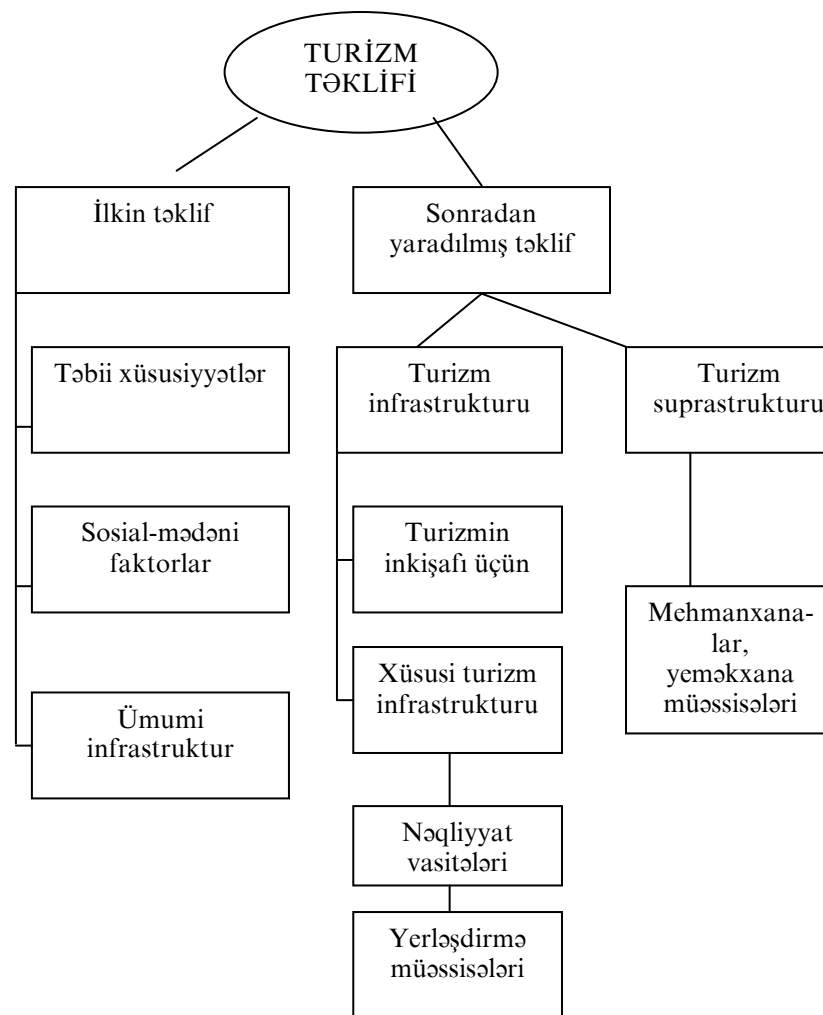 TURİZM
TƏKLİFİ
İlkin təklif
Sonradan
yaradılmış təklif
Təbii xüsusiyyətlər
Turizm
infrastrukturu
Turizm
suprastrukturu
Sosial-mədəni
faktorlar
Turizmin
inkişafı üçün
Mehmanxana-
lar,
yeməkxana
müəssisələri
Xüsusi turizm
infrastrukturu
Ümumi
infrastruktur
Nəqliyyat
vasitələri
Yerləşdirmə
müəssisələri